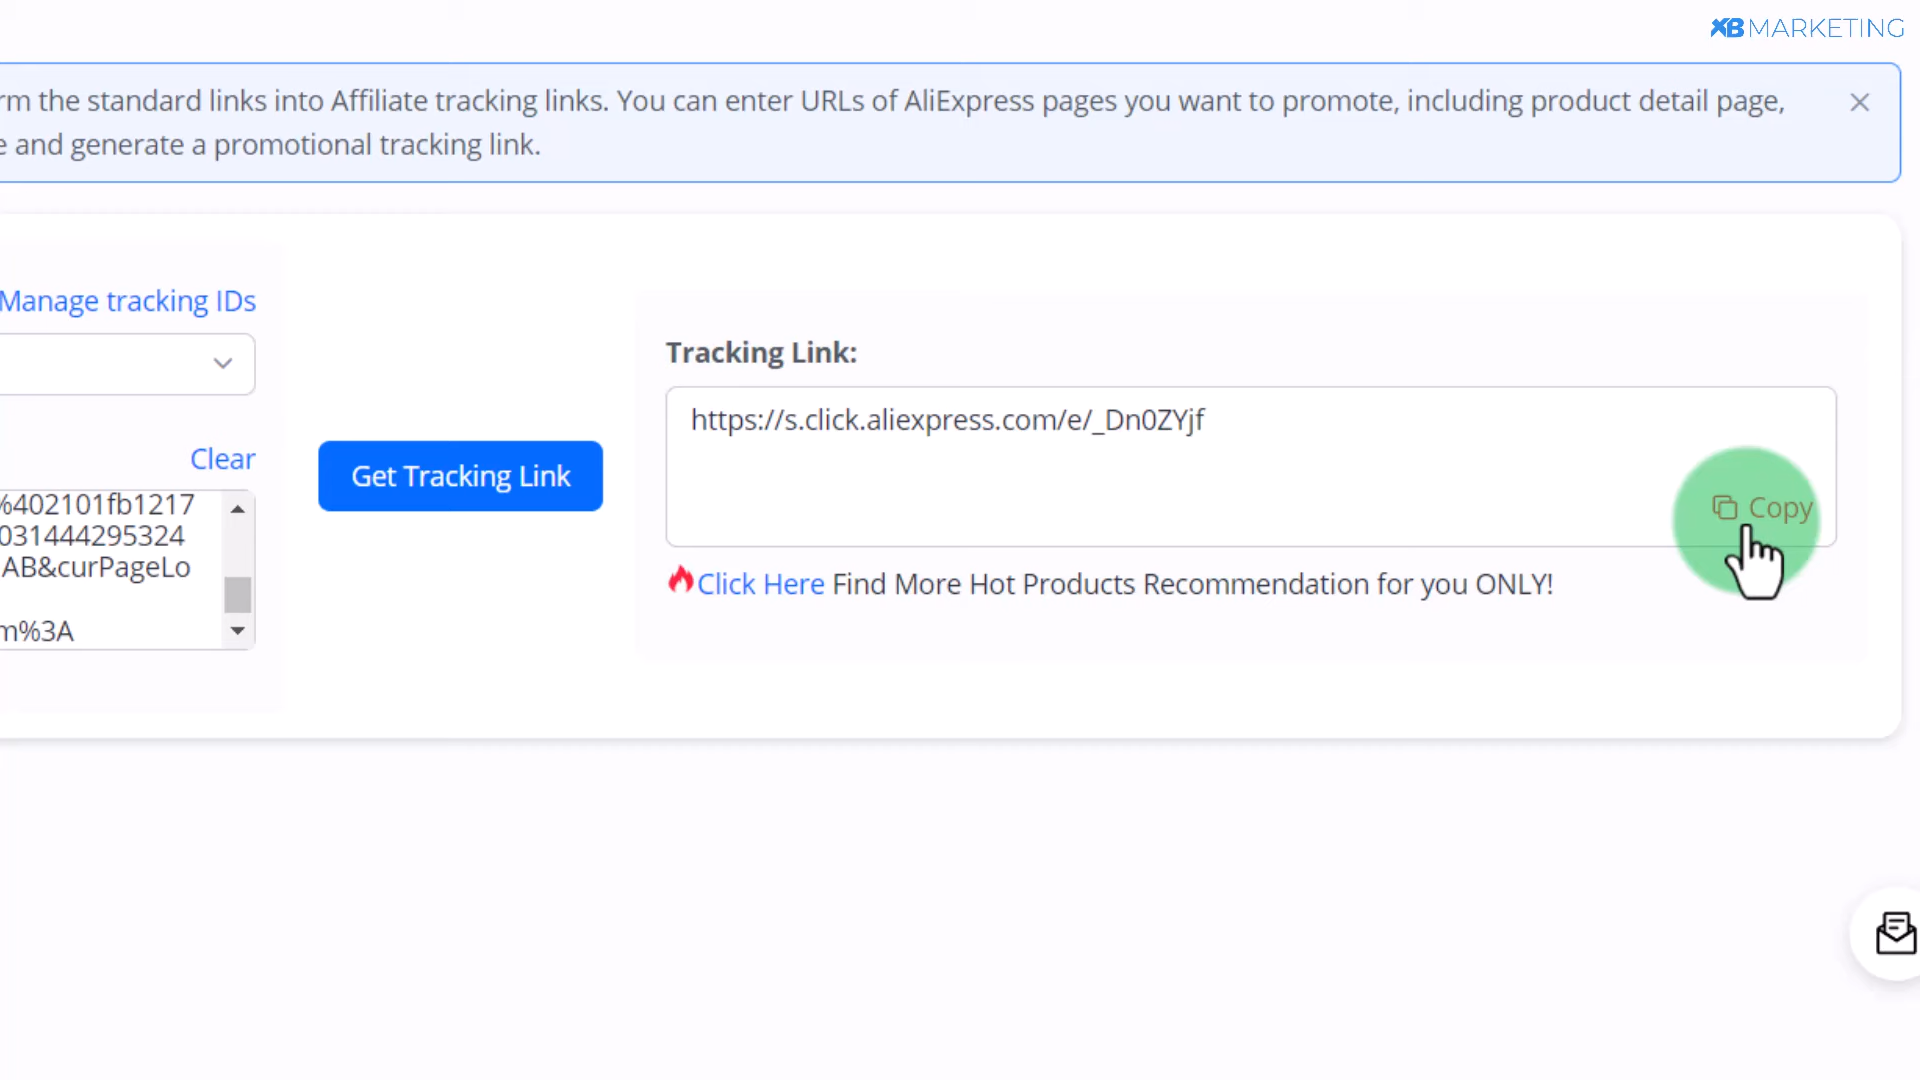 XB MARKETING
rm the standard links into Affiliate tracking links. You can enter URLs of AliExpress pages you want to promote, including product detail page,
e and generate a promotional tracking link.
Manage tracking IDs
Tracking Link:
https://s.click.aliexpress.com/e/_Dn0ZYjf
Clear
Get Tracking Link
%402101fb1217
031444295324
AB&curPageLo
m%3A
Copy
Click Here Find More Hot Products Recommendation for you ONLY!